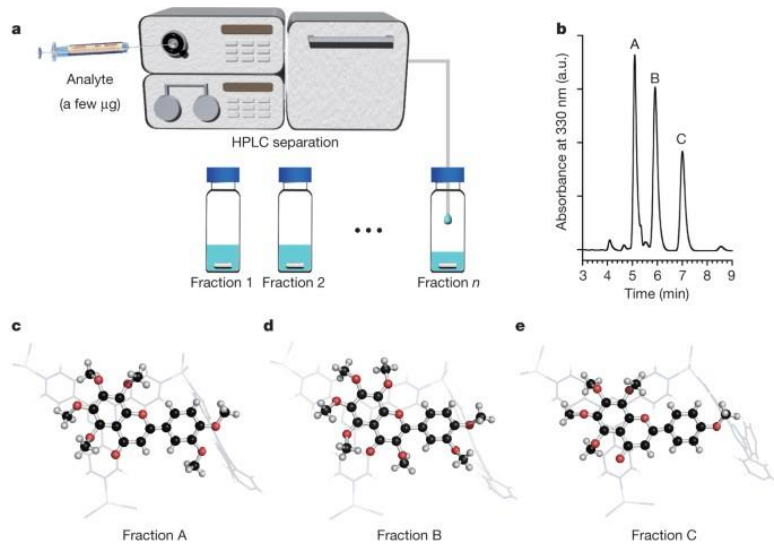 a
Analyte
(a few μg)
HPLC separation
Fraction 1
Fraction 2
Fraction n
b
Absorbance at 330 nm (a.u.)
A
B
C
3 4 5 6 7 8 9
Time (min)
c
d
e
Fraction A
Fraction B
Fraction C